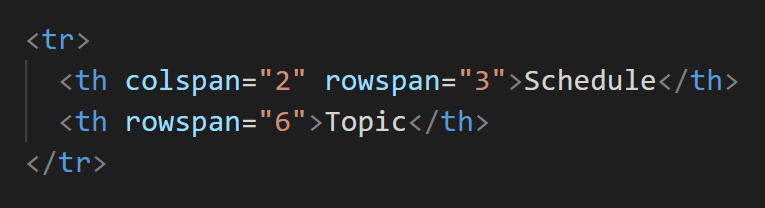 <tr>
<th colspan="2" rowspan="3">Schedule</th>
<th rowspan="6">Topic</th>
</tr>